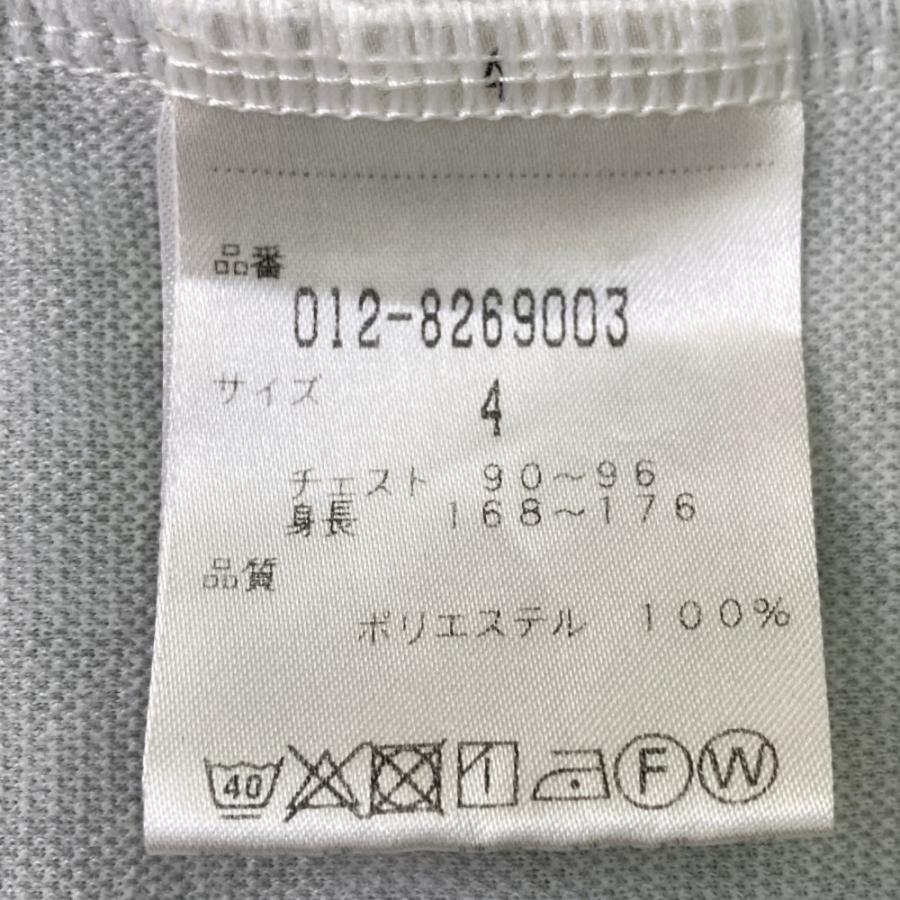 品番
012-8269003
サイズ 4
チェスト 90~96
身長 168~176
品質
ポリエステル 100%
40 F W